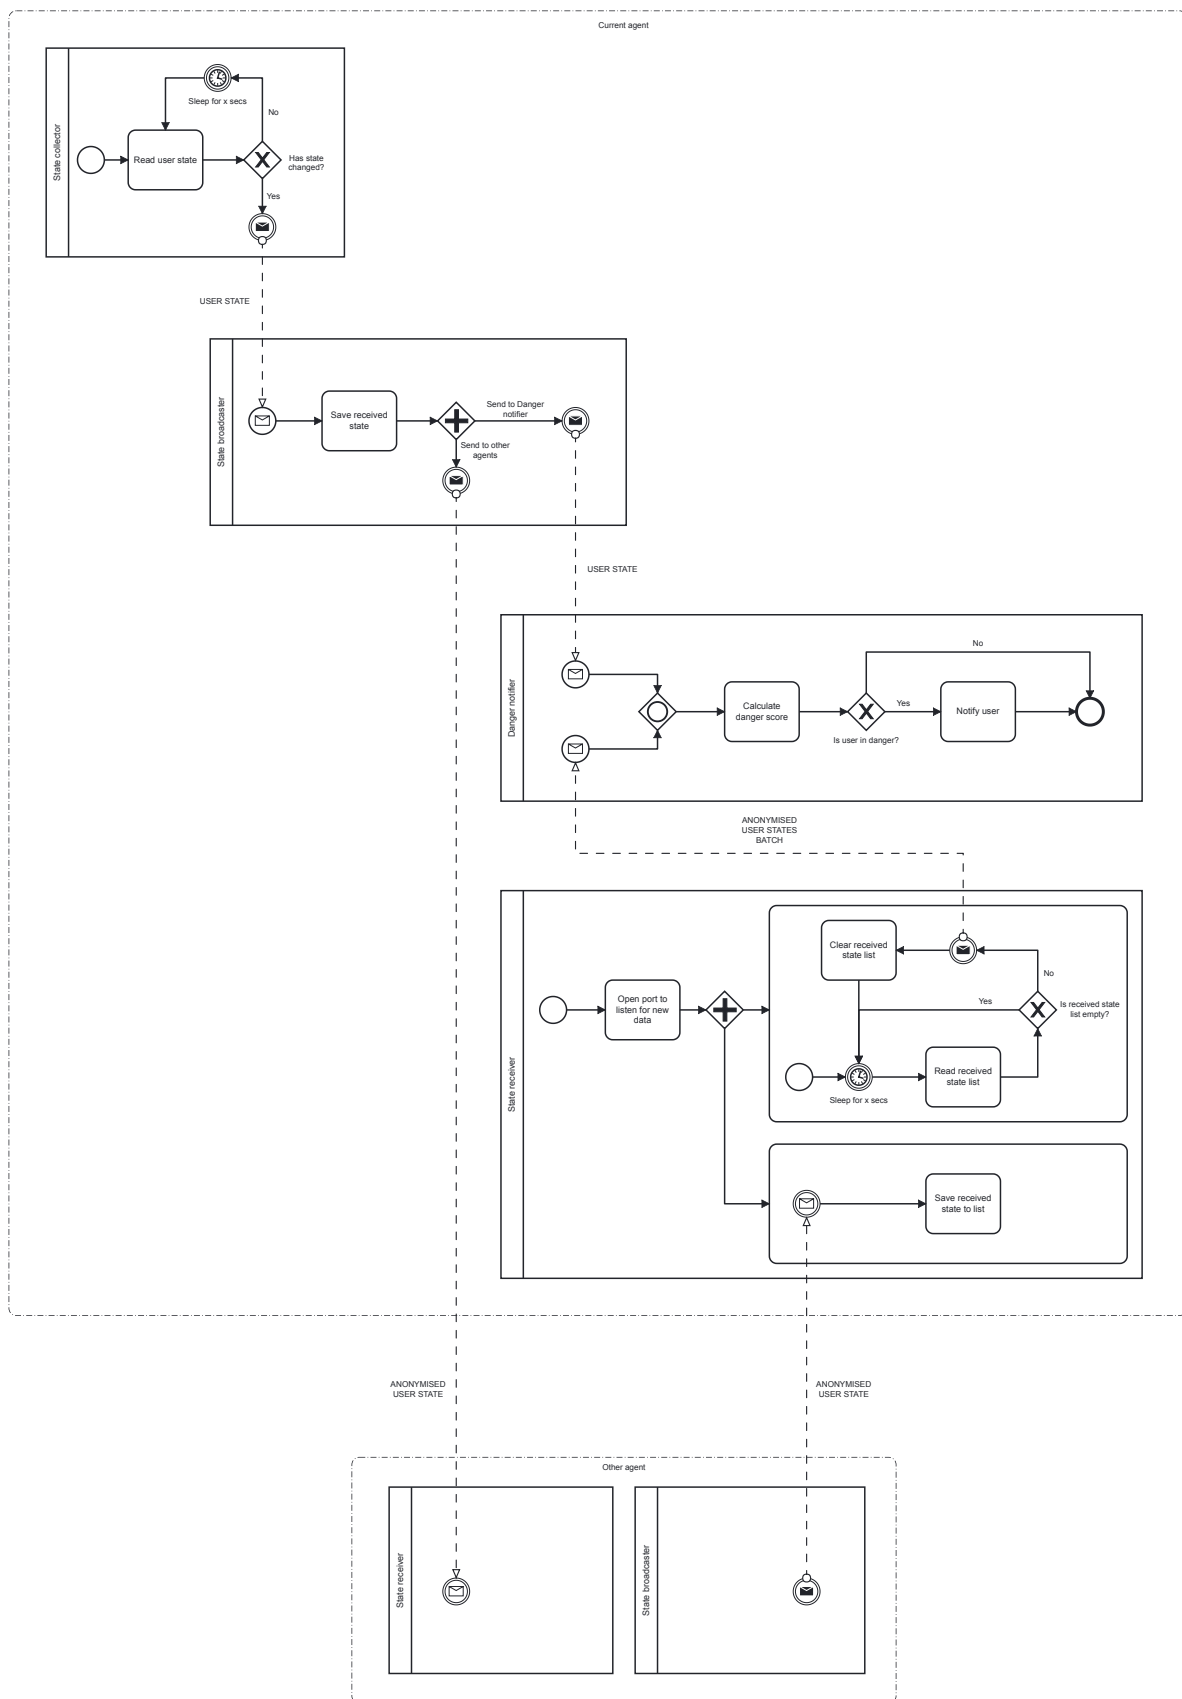 Current agent
State collector
Sleep for x secs
No
Read user state
Has state
changed?
Yes
USER STATE
State broadcaster
Save received
state
Send to Danger
notifier
Send to other
agents
USER STATE
Danger notifier
No
Calculate
danger score
Yes
Notify user
Is user in danger?
ANONYMISED
USER STATES
BATCH
State receiver
Clear received
state list
No
Open port to
listen for new
data
Yes
Is received state
list empty?
Read received
state list
Sleep for x secs
Save received
state to list
ANONYMISED
USER STATE
ANONYMISED
USER STATE
Other agent
State receiver
State broadcaster